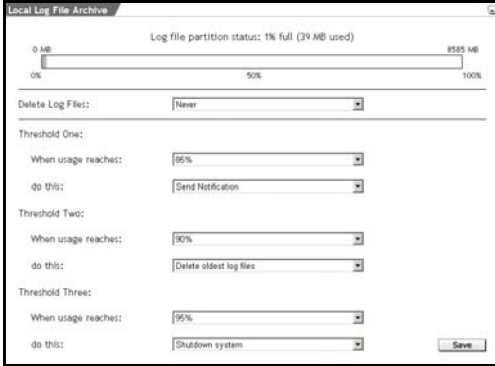 Local Log File Archive
Log file partition status: 1% full (39 MB used)
0 MB 8585 MB
0% 50% 100%
Delete Log Files: Never
Threshold One:
When usage reaches: 85%
do this: Send Notification
Threshold Two:
When usage reaches: 90%
do this: Delete oldest log files
Threshold Three:
When usage reaches: 95%
do this: Shutdown system
Save